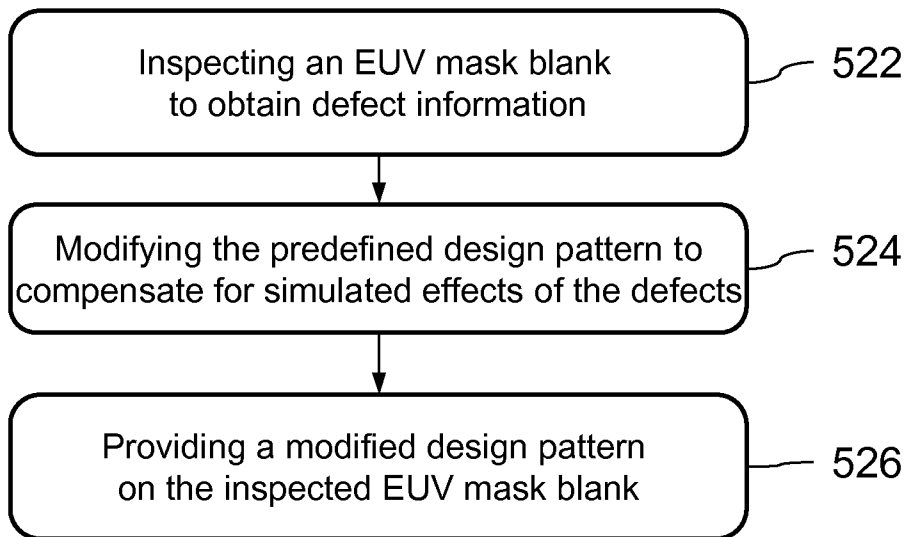 Inspecting an EUV mask blank
to obtain defect information
522
Modifying the predefined design pattern to
compensate for simulated effects of the defects
524
Providing a modified design pattern
on the inspected EUV mask blank
526